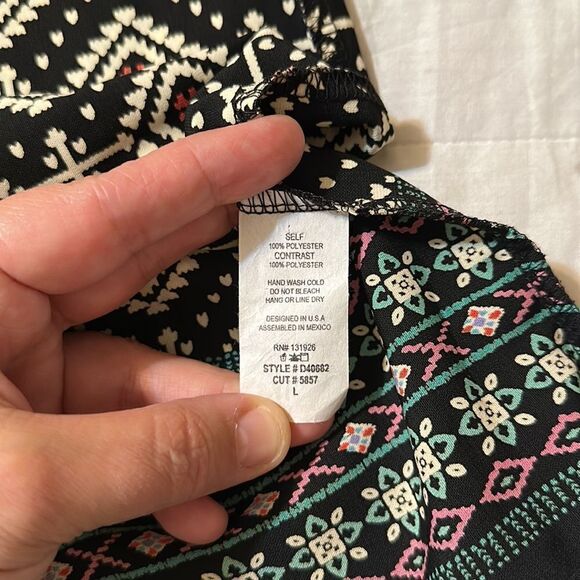 SELF
100% POLYESTER
CONTRAST
100% POLYESTER
HAND WASH COLD
DO NOT BLEACH
HANG OR LINE DRY
DESIGNED IN U.S.A
ASSEMBLED IN MEXICO
RN# 131926
STYLE # D40682
CUT # 5857
L